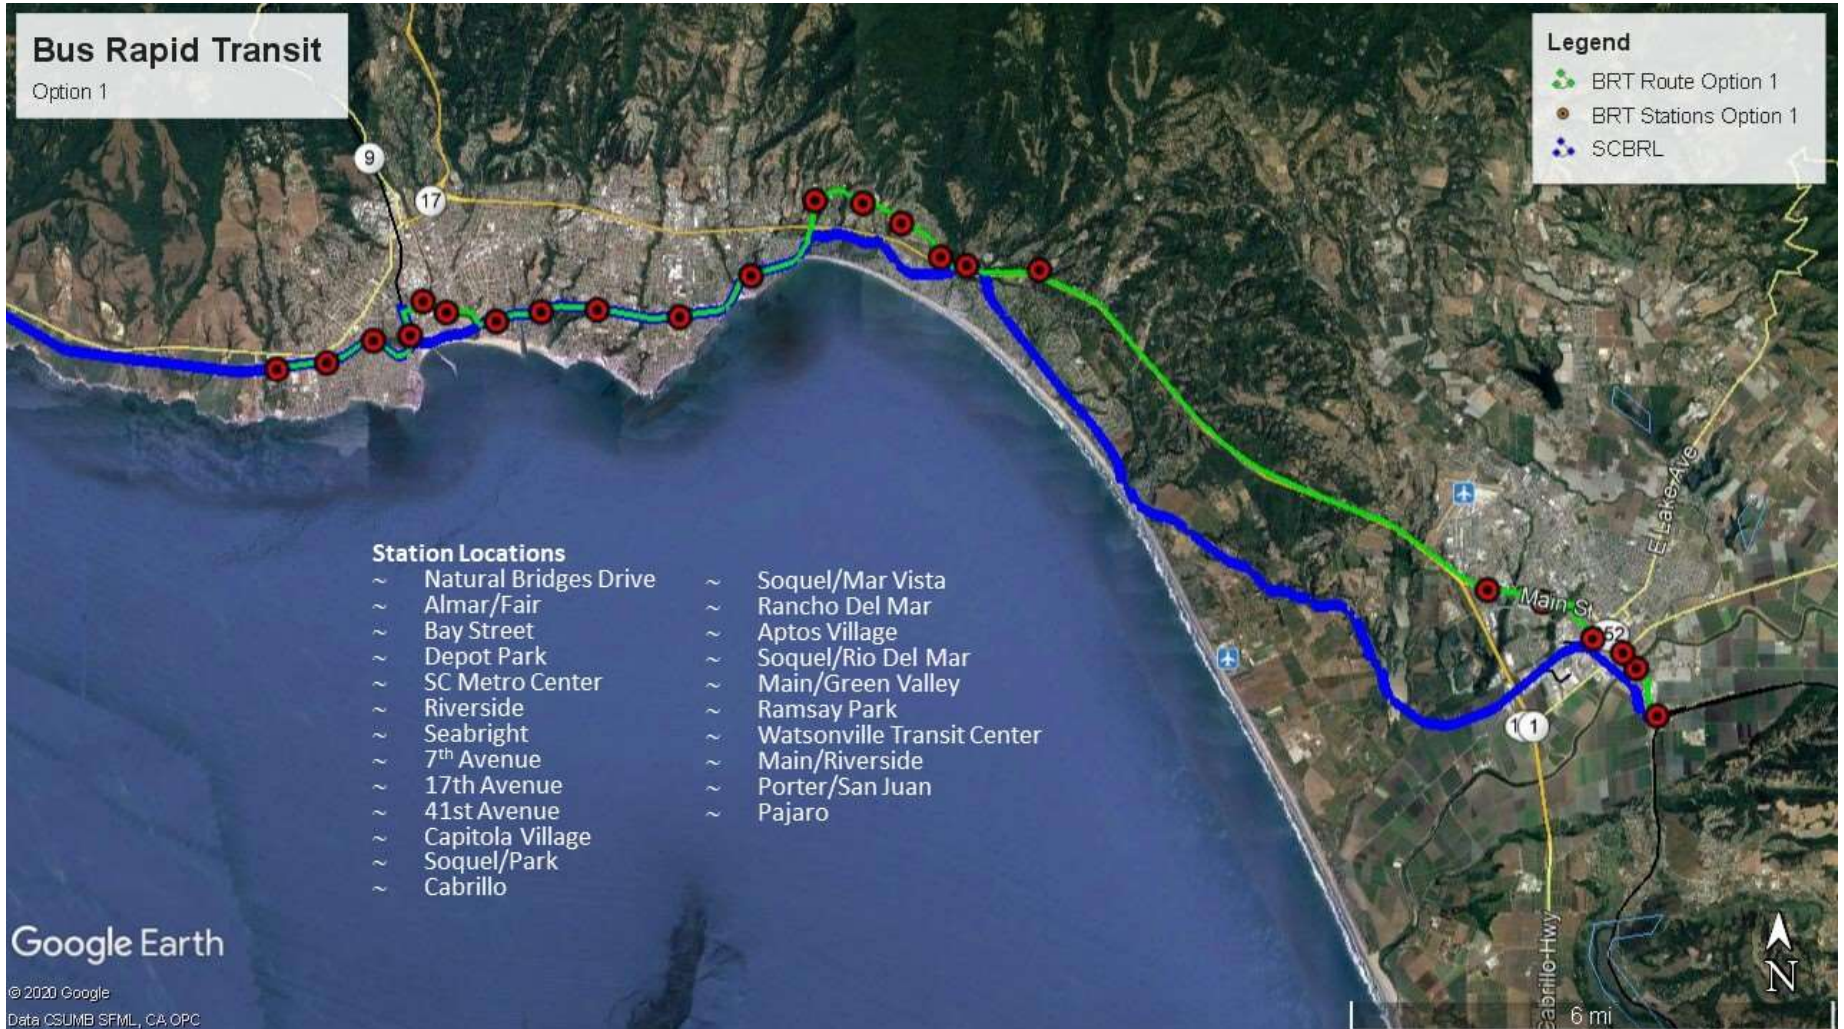 Bus Rapid Transit
Option 1
Legend
BRT Route Option 1
BRT Stations Option 1
SCBRL
9
17
Station Locations
~ Natural Bridges Drive
~ Almar/Fair
~ Bay Street
~ Depot Park
~ SC Metro Center
~ Riverside
~ Seabright
~ 7th Avenue
~ 17th Avenue
~ 41st Avenue
~ Capitola Village
~ Soquel/Park
~ Cabrillo
~ Soquel/Mar Vista
~ Rancho Del Mar
~ Aptos Village
~ Soquel/Rio Del Mar
~ Main/Green Valley
~ Ramsay Park
~ Watsonville Transit Center
~ Main/Riverside
~ Porter/San Juan
~ Pajaro
E Lake Ave
Main St
52
1
1
Cabrillo Hwy
N
6 mi
Google Earth
© 2020 Google
Data CSUMB SFML, CA OPC